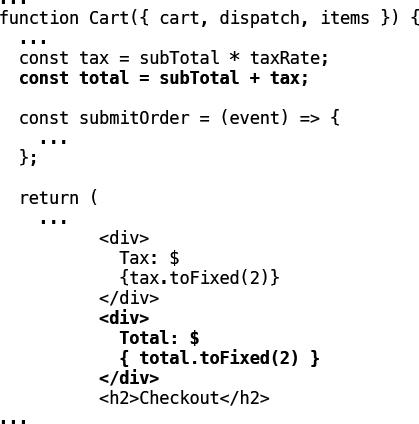 ...
function Cart({ cart, dispatch, items }) {
  ...
  const tax = subTotal * taxRate;
  const total = subTotal + tax;

  const submitOrder = (event) => {
    ...
  };

  return (
    ...
          <div>
            Tax: $
            {tax.toFixed(2)}
          </div>
          <div>
            Total: $
            { total.toFixed(2) }
          </div>
          <h2>Checkout</h2>
...